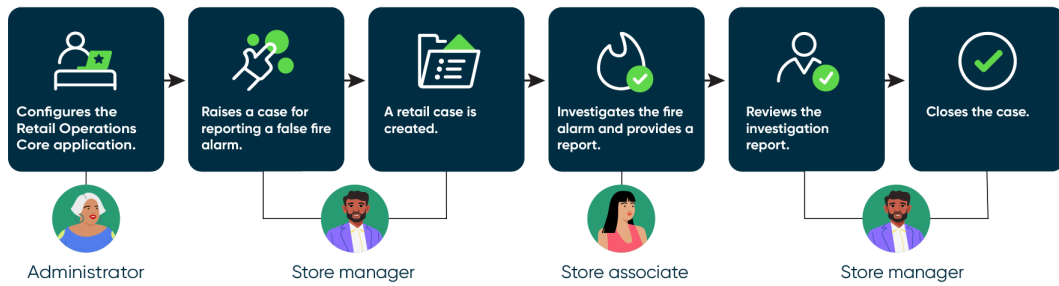 Configures the
Retail Operations
Core application.
Raises a case for
reporting a false fire
alarm.
A retail case is
created.
Investigates the fire
alarm and provides a
report.
Reviews the
investigation
report.
Closes the case.
Administrator
Store manager
Store associate
Store manager